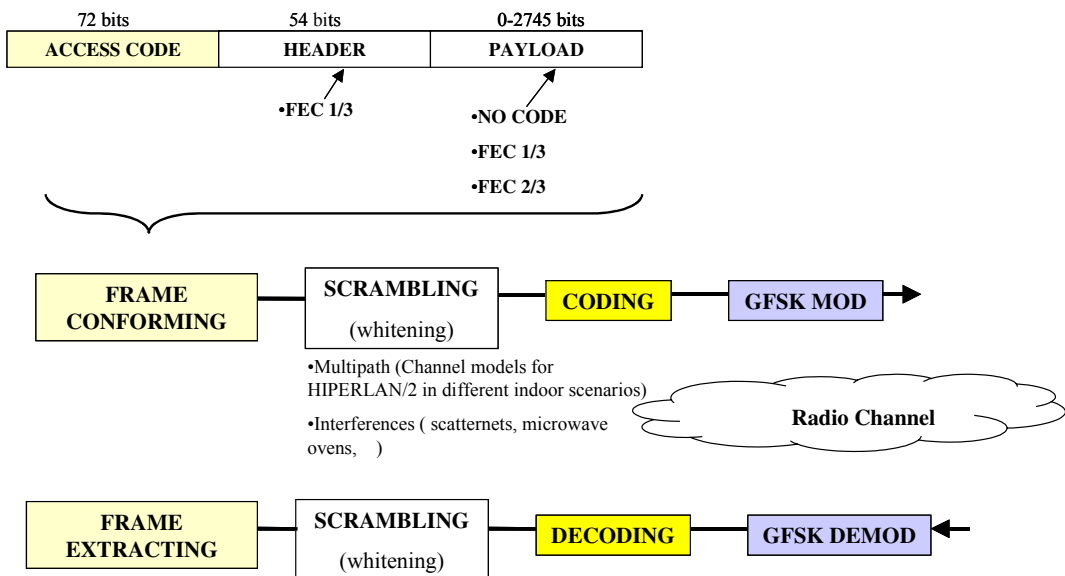 72 bits
54 bits
0-2745 bits
ACCESS CODE
HEADER
PAYLOAD
•FEC 1/3
•NO CODE
•FEC 1/3
•FEC 2/3
FRAME
CONFORMING
SCRAMBLING
(whitening)
CODING
GFSK MOD
•Multipath (Channel models for
HIPERLAN/2 in different indoor scenarios)
•Interferences ( scatternets, microwave
ovens, )
Radio Channel
FRAME
EXTRACTING
SCRAMBLING
(whitening)
DECODING
GFSK DEMOD